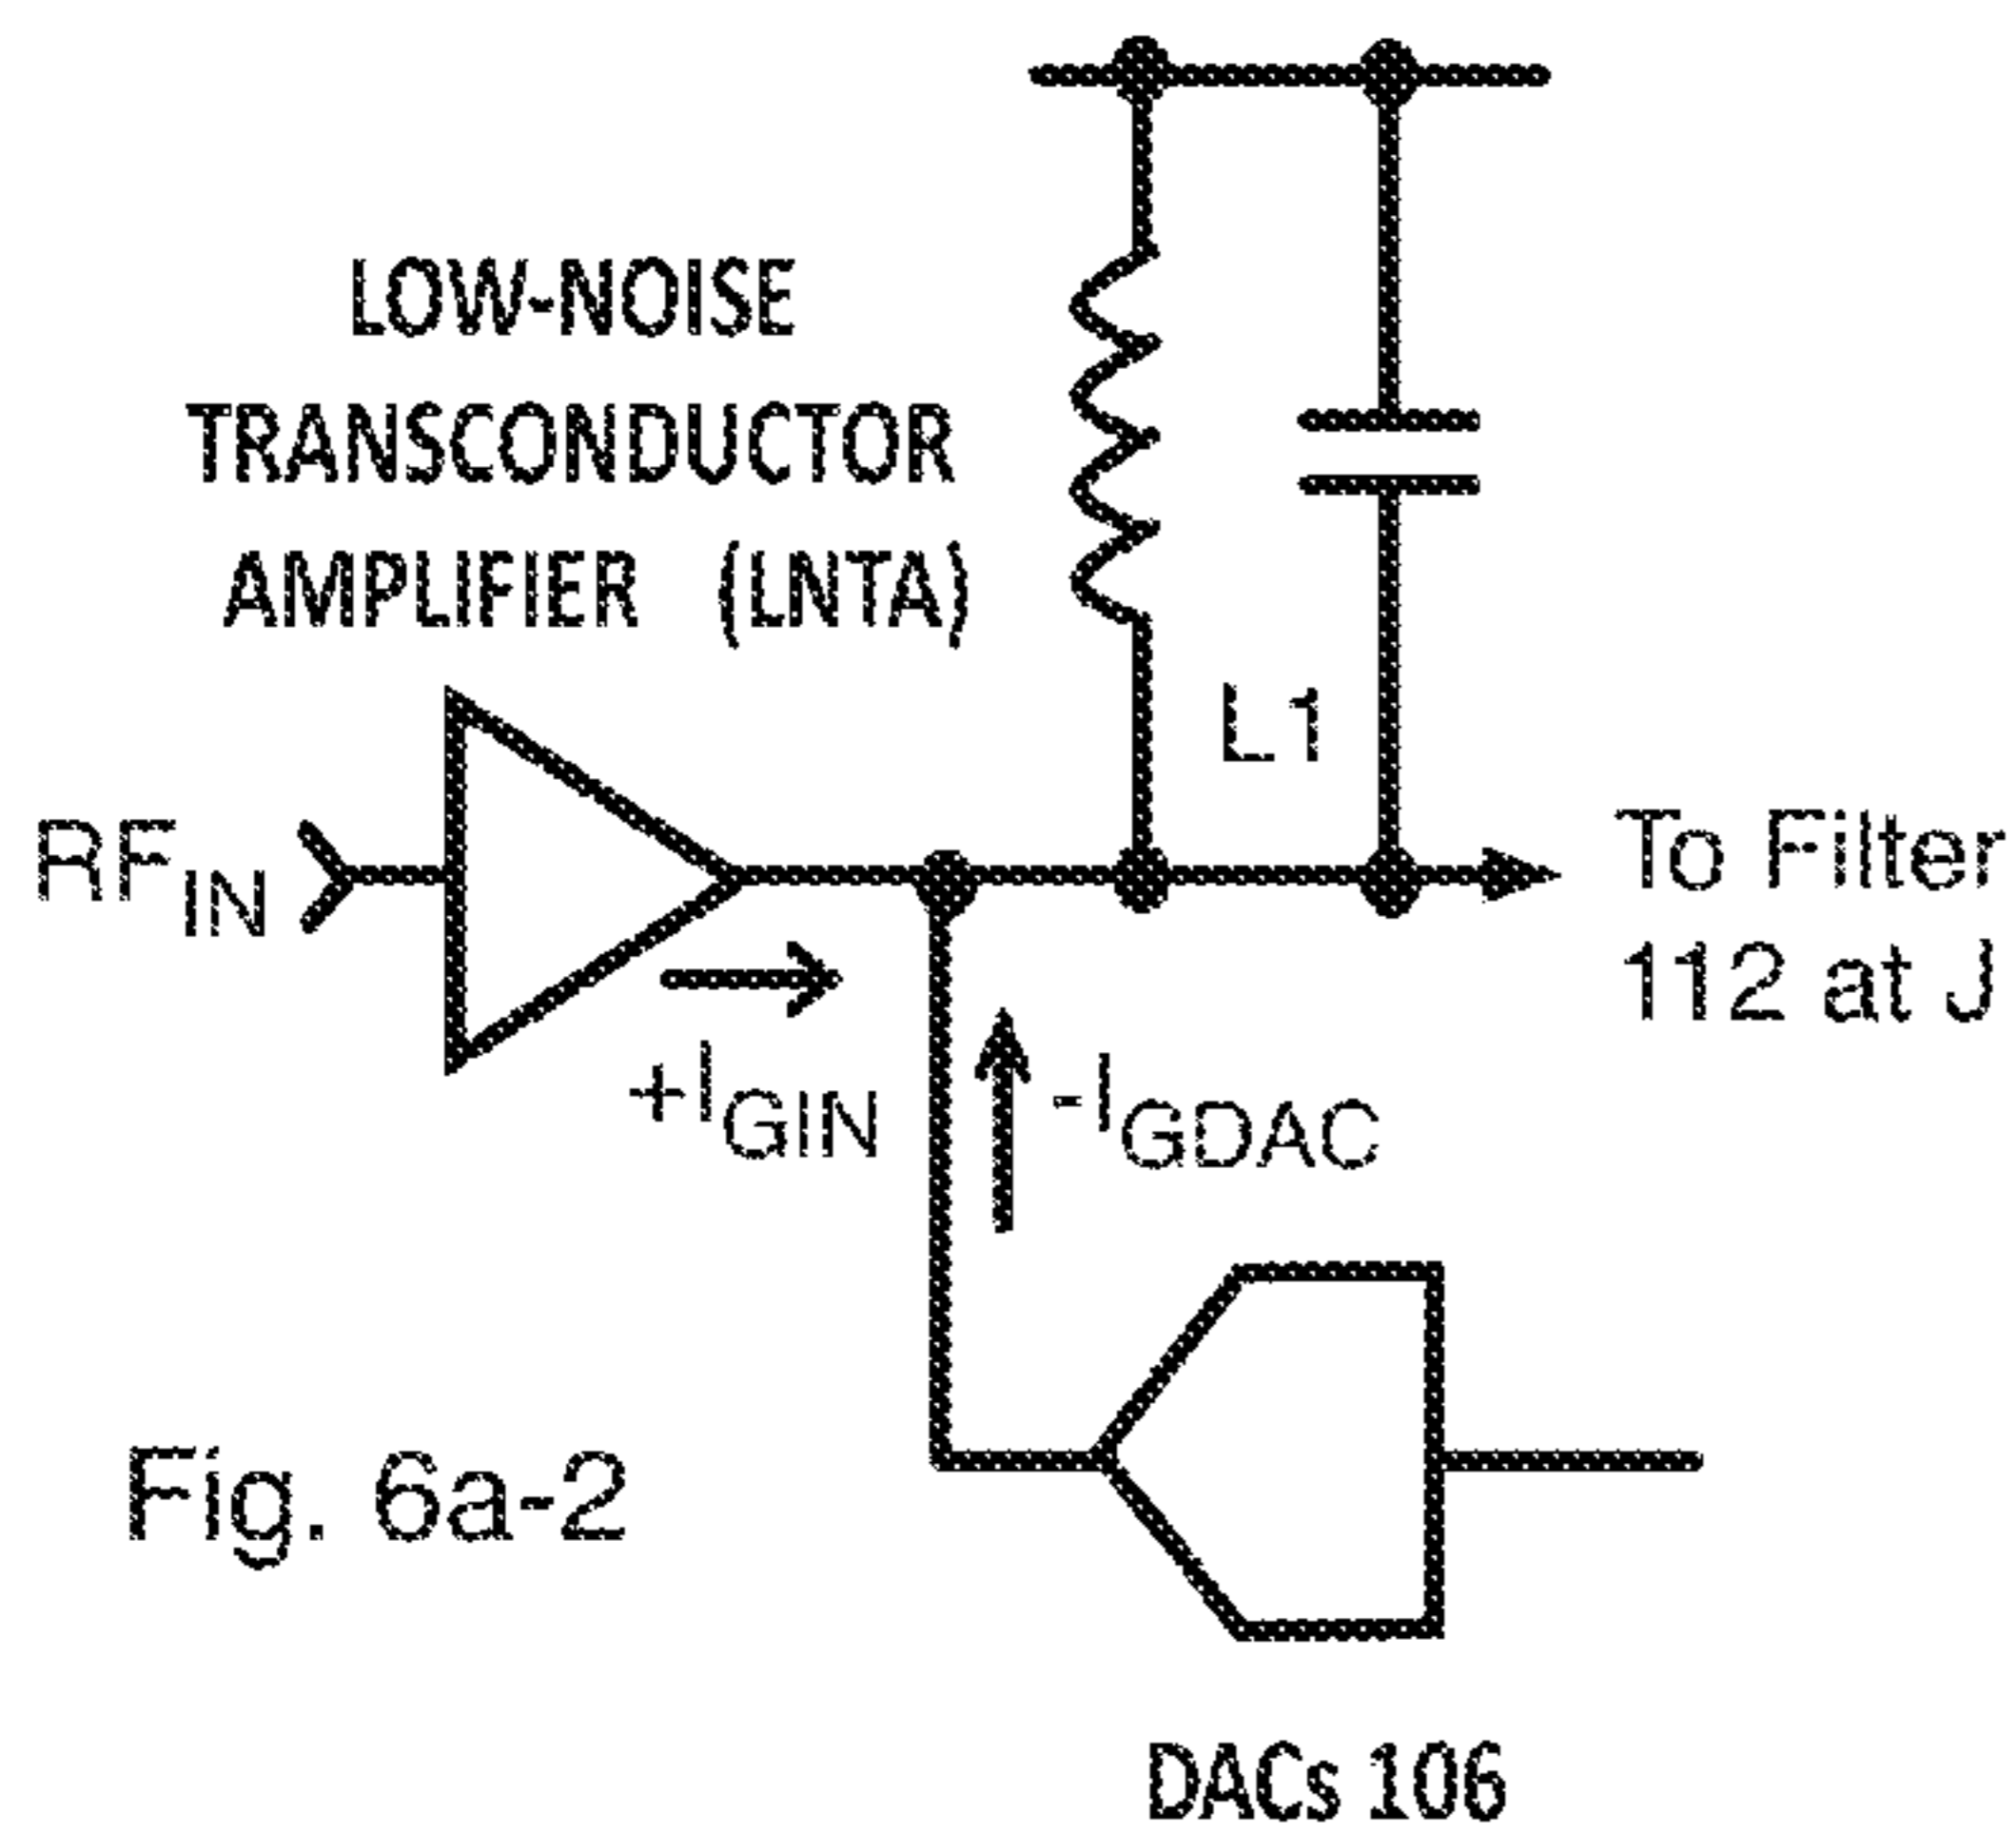 LOW-NOISE
TRANSCONDUCTOR
AMPLIFIER (LNTA)
L1
RFIN
To Filter
112 at J
+IGIN
-IGDAC
Fig. 6a-2
DACs 106